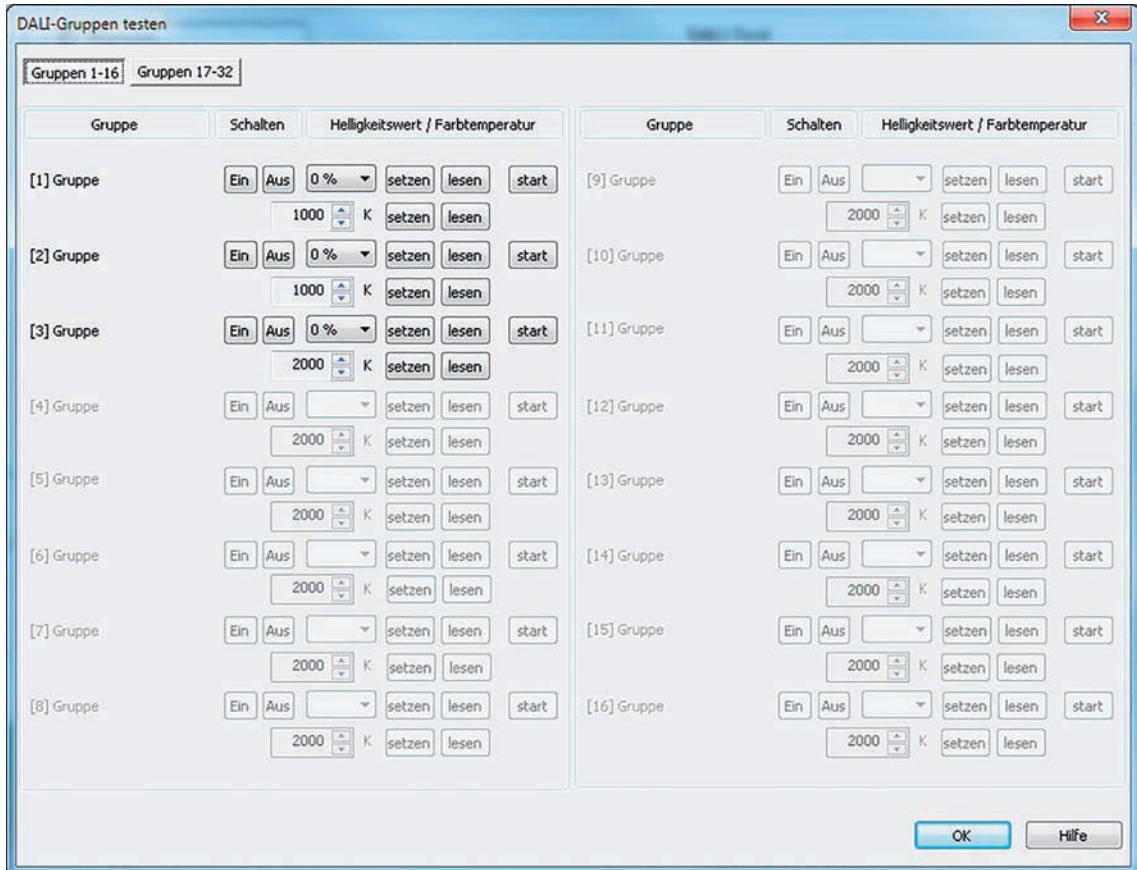 DALI-Gruppen testen
Gruppen 1-16 Gruppen 17-32
Gruppe Schalten Helligkeitswert / Farbtemperatur Gruppe Schalten Helligkeitswert / Farbtemperatur
[1] Gruppe Ein Aus 0 % setzen lesen start [9] Gruppe Ein Aus setzen lesen start
1000 K setzen lesen 2000 K setzen lesen
[2] Gruppe Ein Aus 0 % setzen lesen start [10] Gruppe Ein Aus setzen lesen start
1000 K setzen lesen 2000 K setzen lesen
[3] Gruppe Ein Aus 0 % setzen lesen start [11] Gruppe Ein Aus setzen lesen start
2000 K setzen lesen 2000 K setzen lesen
[4] Gruppe Ein Aus setzen lesen start [12] Gruppe Ein Aus setzen lesen start
2000 K setzen lesen 2000 K setzen lesen
[5] Gruppe Ein Aus setzen lesen start [13] Gruppe Ein Aus setzen lesen start
2000 K setzen lesen 2000 K setzen lesen
[6] Gruppe Ein Aus setzen lesen start [14] Gruppe Ein Aus setzen lesen start
2000 K setzen lesen 2000 K setzen lesen
[7] Gruppe Ein Aus setzen lesen start [15] Gruppe Ein Aus setzen lesen start
2000 K setzen lesen 2000 K setzen lesen
[8] Gruppe Ein Aus setzen lesen start [16] Gruppe Ein Aus setzen lesen start
2000 K setzen lesen 2000 K setzen lesen
OK Hilfe